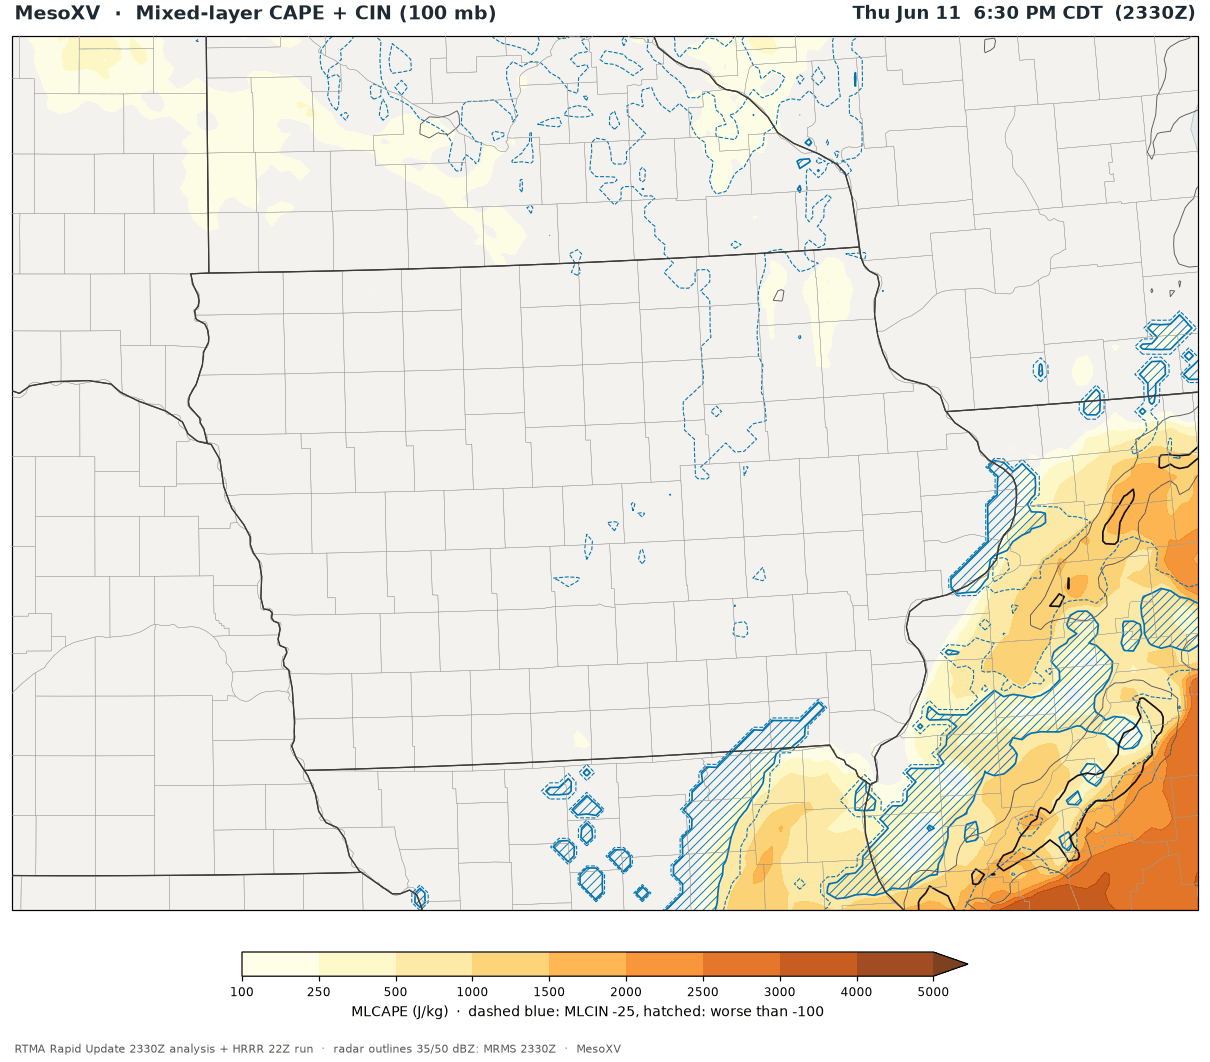 MesoXV · Mixed-layer CAPE + CIN (100 mb)
Thu Jun 11 6:30 PM CDT (2330Z)
100 250 500 1000 1500 2000 2500 3000 4000 5000
MLCAPE (J/kg) · dashed blue: MLCIN -25, hatched: worse than -100
RTMA Rapid Update 2330Z analysis + HRRR 22Z run · radar outlines 35/50 dBZ: MRMS 2330Z · MesoXV